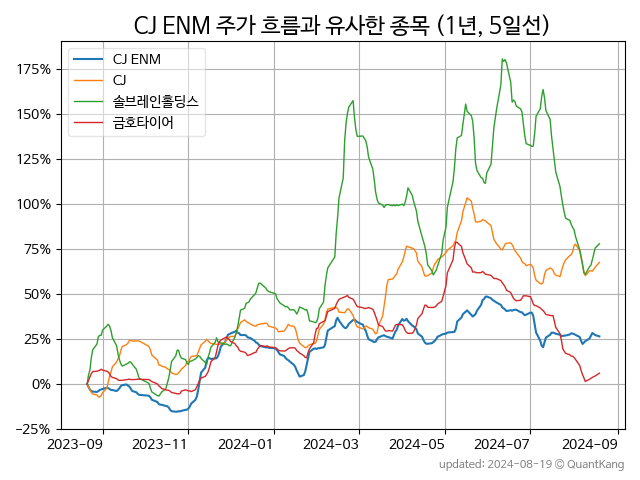 CJ ENM 주가 흐름과 유사한 종목 (1년, 5일선)
CJ ENM
CJ
솔브레인홀딩스
금호타이어
175%
150%
125%
100%
75%
50%
25%
0%
−25%
2023-09
2023-11
2024-01
2024-03
2024-05
2024-07
2024-09
updated: 2024-08-19 © QuantKang